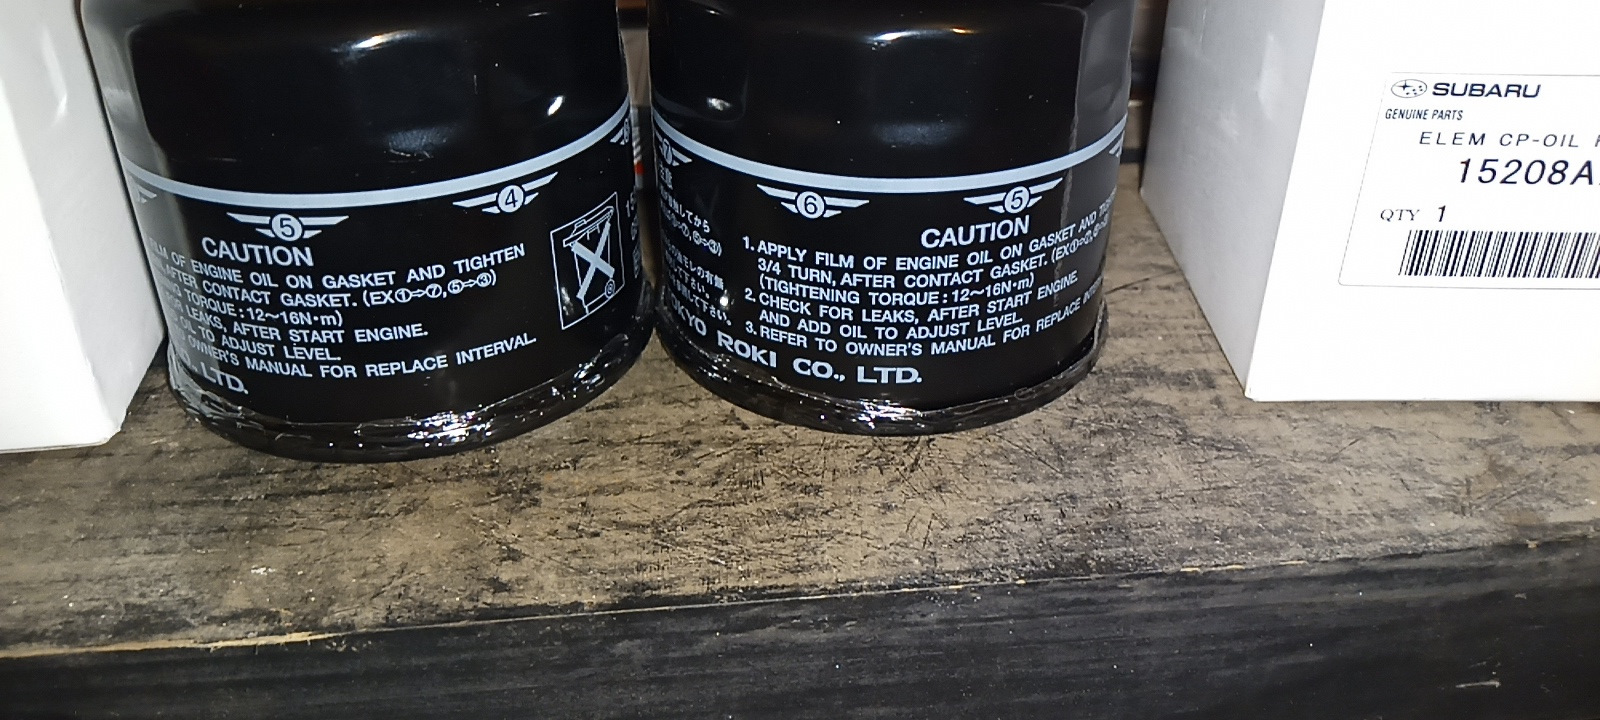 5
4
CAUTION
FILM OF ENGINE OIL ON GASKET AND TIGHTEN
AFTER CONTACT GASKET. (EX①⇨⑦,⑤⇨③)
TORQUE : 12～16N･m)
LEAKS, AFTER START ENGINE.
OIL TO ADJUST LEVEL.
OWNER'S MANUAL FOR REPLACE INTERVAL.
LTD.
7
6
5
CAUTION
1. APPLY FILM OF ENGINE OIL ON GASKET AND
3/4 TURN, AFTER CONTACT GASKET.
(TIGHTENING TORQUE : 12～16N･m)
2. CHECK FOR LEAKS, AFTER START ENGINE.
AND ADD OIL TO ADJUST LEVEL.
3. REFER TO OWNER'S MANUAL FOR REPLACE
ROKI CO., LTD.
SUBARU
GENUINE PARTS
ELEM CP-OIL
15208A
QTY 1